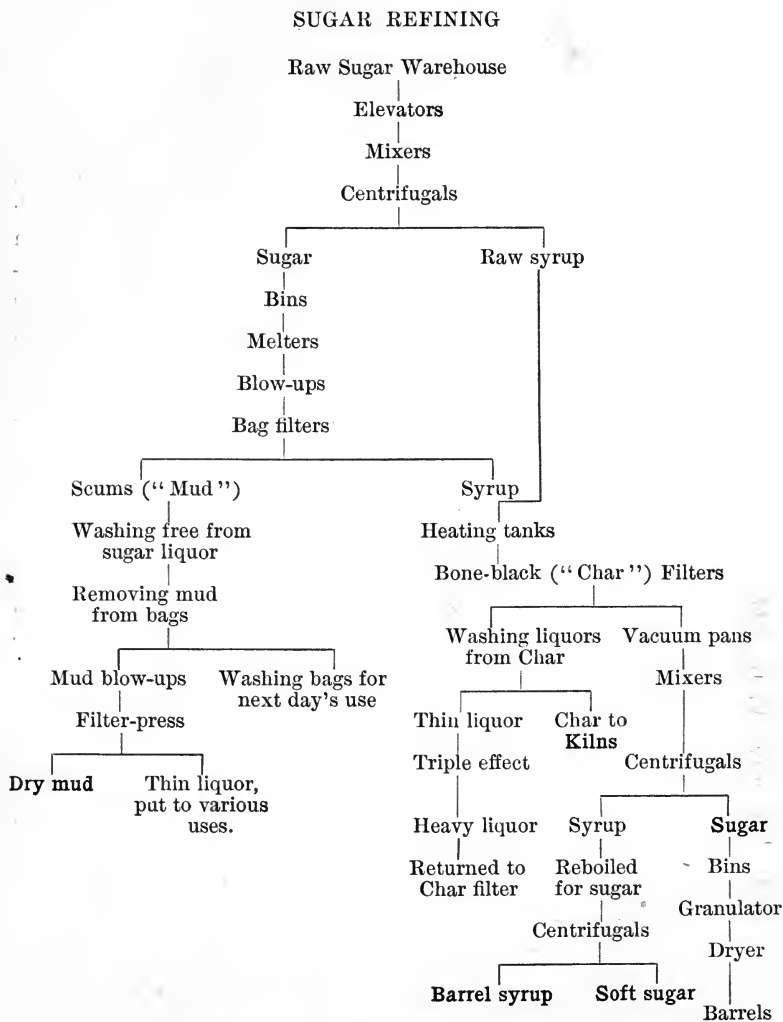 SUGAR REFINING
Raw Sugar Warehouse
Elevators
Mixers
Centrifugals
Sugar
Raw syrup
Bins
Melters
Blow-ups
Bag filters
Scums (“Mud”)
Syrup
Washing free from
sugar liquor
Heating tanks
Bone-black (“Char”) Filters
Removing mud
from bags
Washing liquors
from Char
Vacuum pans
Mud blow-ups
Washing bags for
next day's use
Mixers
Filter-press
Thin liquor
Char to
Kilns
Triple effect
Centrifugals
Dry mud
Thin liquor,
put to various
uses.
Heavy liquor
Syrup
Sugar
Returned to
Char filter
Reboiled
for sugar
Bins
Granulator
Centrifugals
Dryer
Barrel syrup
Soft sugar
Barrels